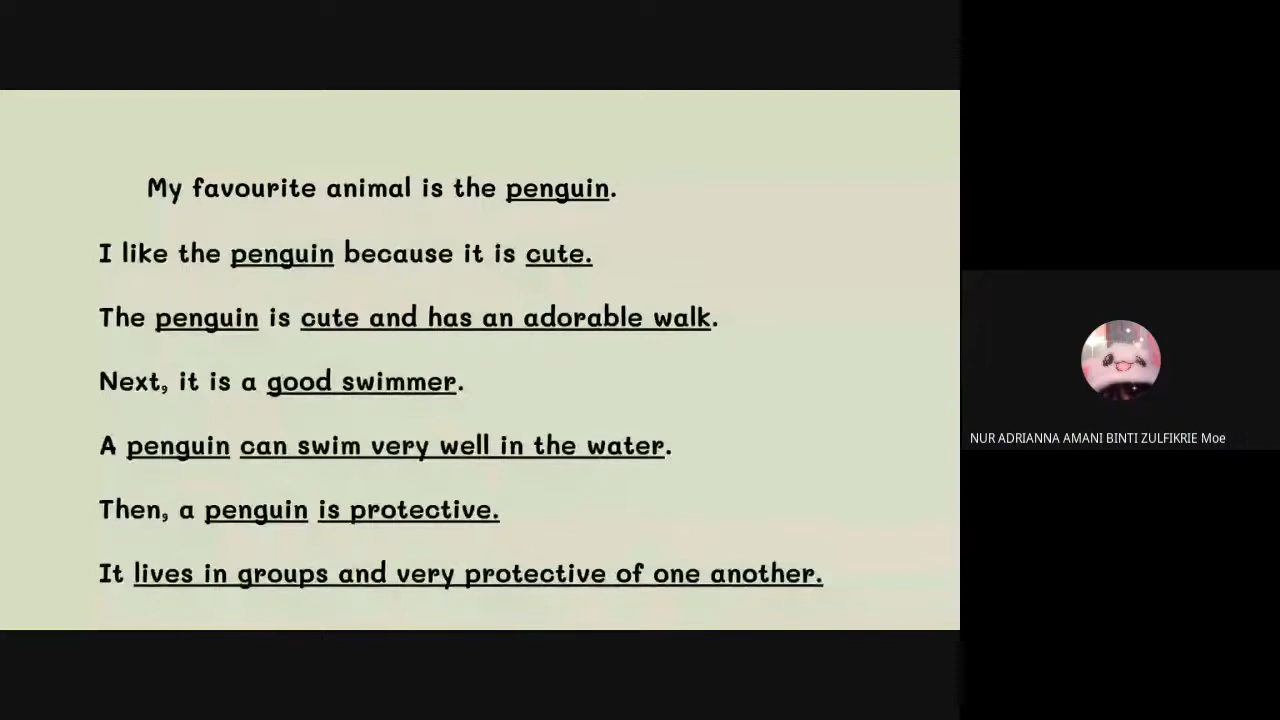 My favourite animal is the penguin.
I like the penguin because it is cute.
The penguin is cute and has an adorable walk.
Next, it is a good swimmer.
A penguin can swim very well in the water.
Then, a penguin is protective.
It lives in groups and very protective of one another.
NUR ADRIANNA AMANI BINTI ZULFIKRIE Moe